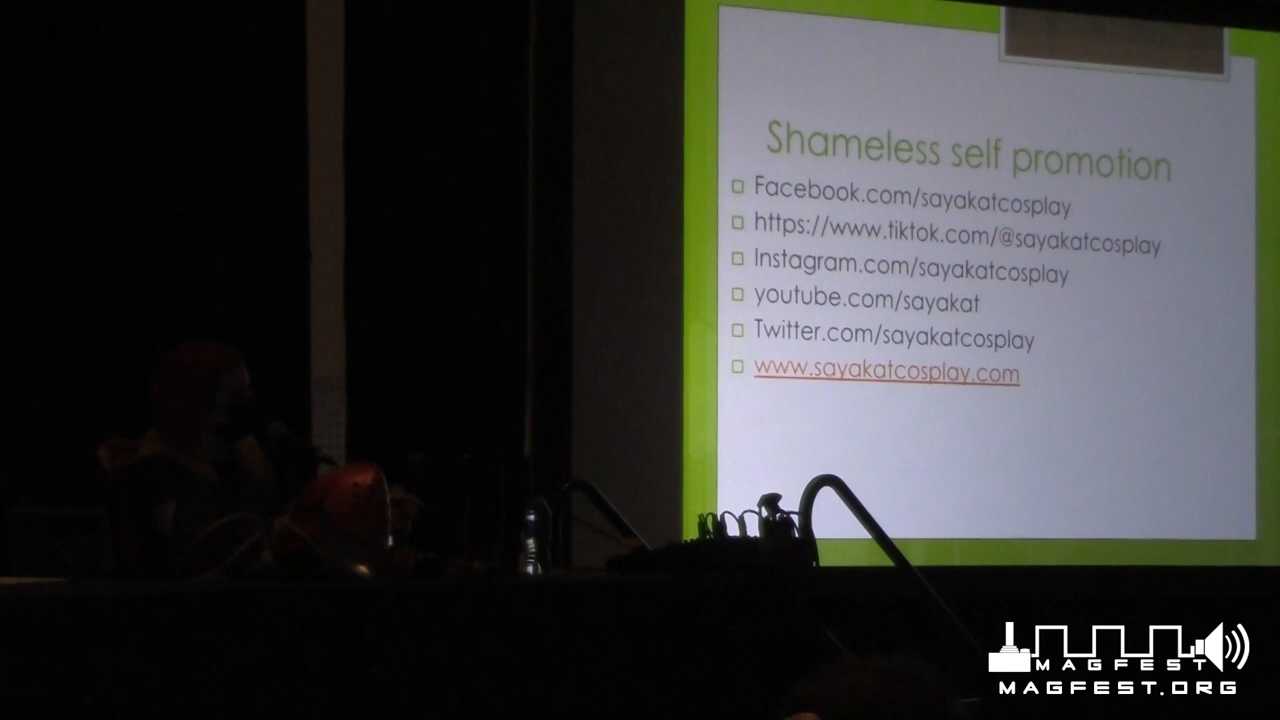 Shameless self promotion
Facebook.com/sayakatcosplay
https://www.tiktok.com/@sayakatcosplay
Instagram.com/sayakatcosplay
youtube.com/sayakat
Twitter.com/sayakatcosplay
www.sayakatcosplay.com
MAGFEST
MAGFEST.ORG